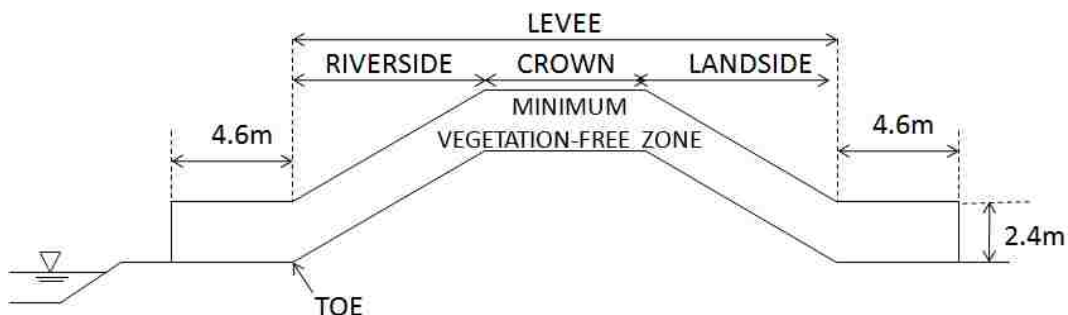 LEVEE
RIVERSIDE CROWN LANDSIDE
4.6m MINIMUM 4.6m
VEGETATION-FREE ZONE
2.4m
TOE